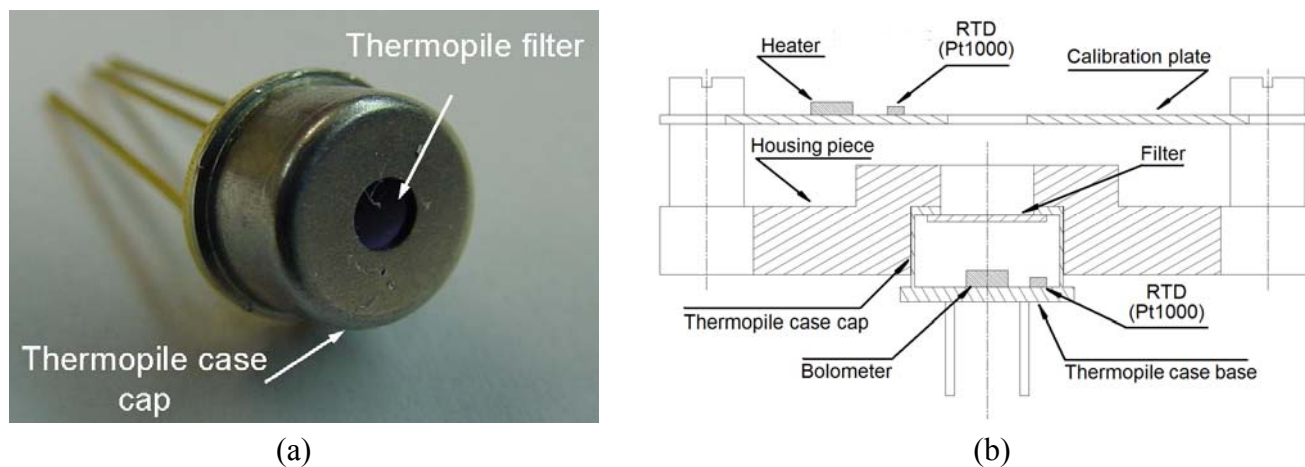 Thermopile filter
Thermopile case
cap
(a)
Heater
RTD
(Pt1000)
Calibration plate
Housing piece
Filter
Thermopile case cap
RTD
(Pt1000)
Bolometer
Thermopile case base
(b)